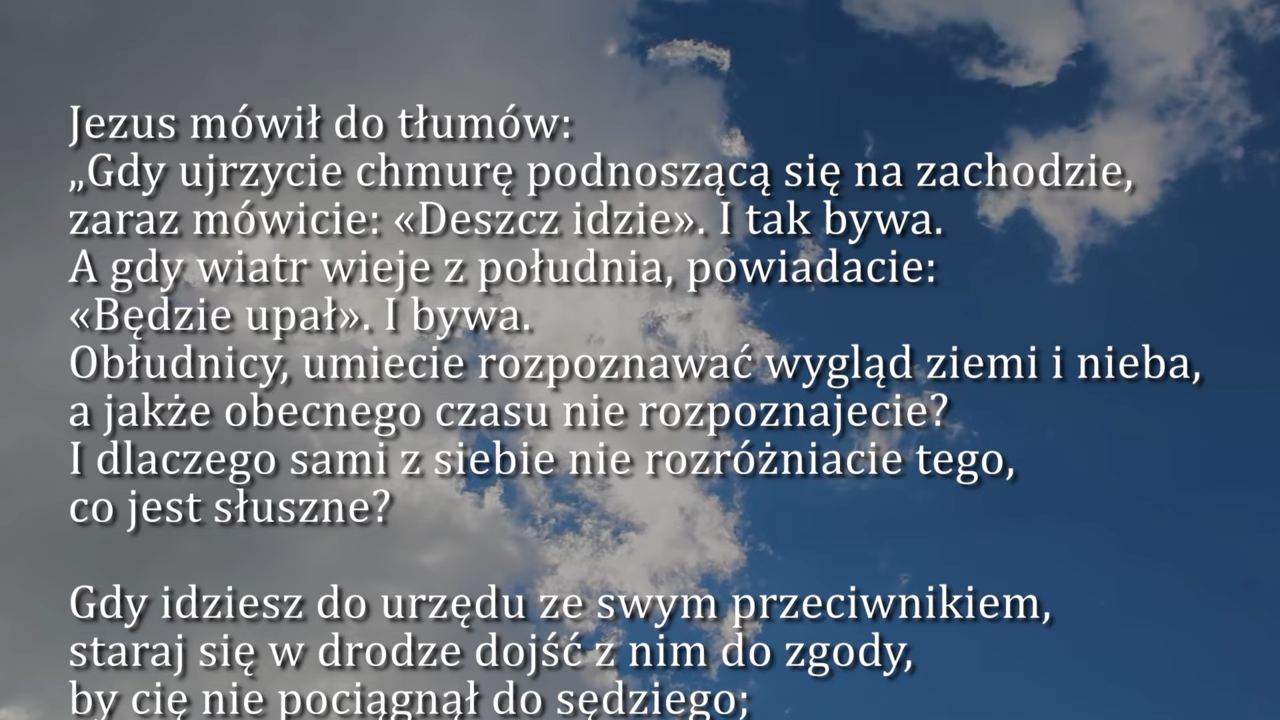 Jezus mówił do tłumów:
„Gdy ujrzycie chmurę podnoszącą się na zachodzie,
zaraz mówicie: «Deszcz idzie». I tak bywa.
A gdy wiatr wieje z południa, powiadacie:
«Będzie upał». I bywa.
Obłudnicy, umiecie rozpoznawać wygląd ziemi i nieba,
a jakże obecnego czasu nie rozpoznajecie?
I dlaczego sami z siebie nie rozróżniacie tego,
co jest słuszne?
Gdy idziesz do urzędu ze swym przeciwnikiem,
staraj się w drodze dojść z nim do zgody,
by cię nie pociągnął do sędziego;